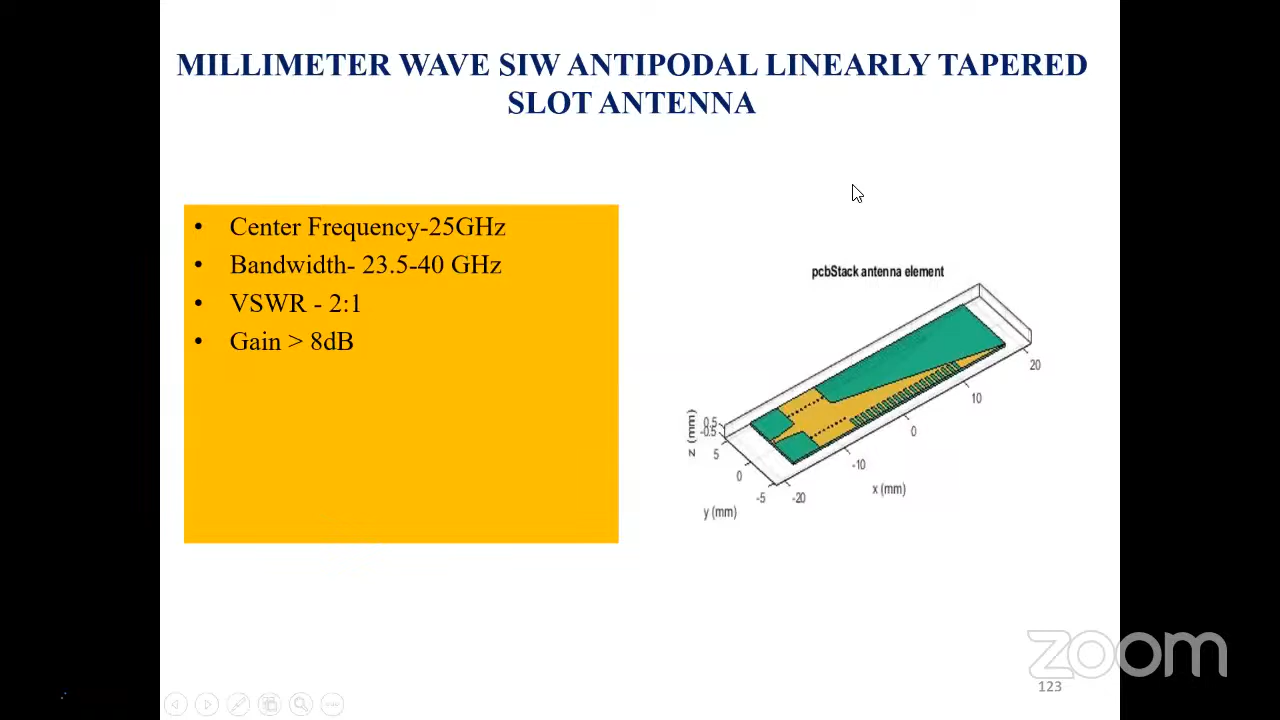 MILLIMETER WAVE SIW ANTIPODAL LINEARLY TAPERED
SLOT ANTENNA
• Center Frequency-25GHz
• Bandwidth- 23.5-40 GHz
• VSWR - 2:1
• Gain > 8dB
pcbStack antenna element
z (mm)
0.5
-0.5
5
0
-5
y (mm)
-20
-10
0
10
20
x (mm)
zoom
123